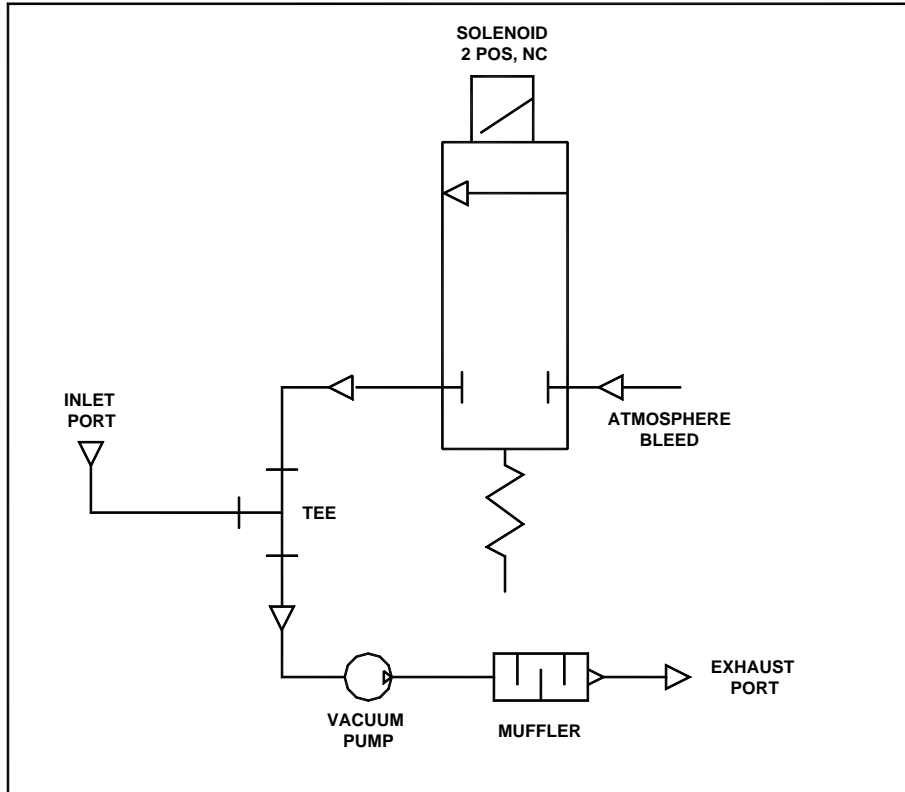 SOLENOID
2 POS, NC
INLET
PORT
ATMOSPHERE
BLEED
TEE
EXHAUST
PORT
VACUUM
PUMP
MUFFLER